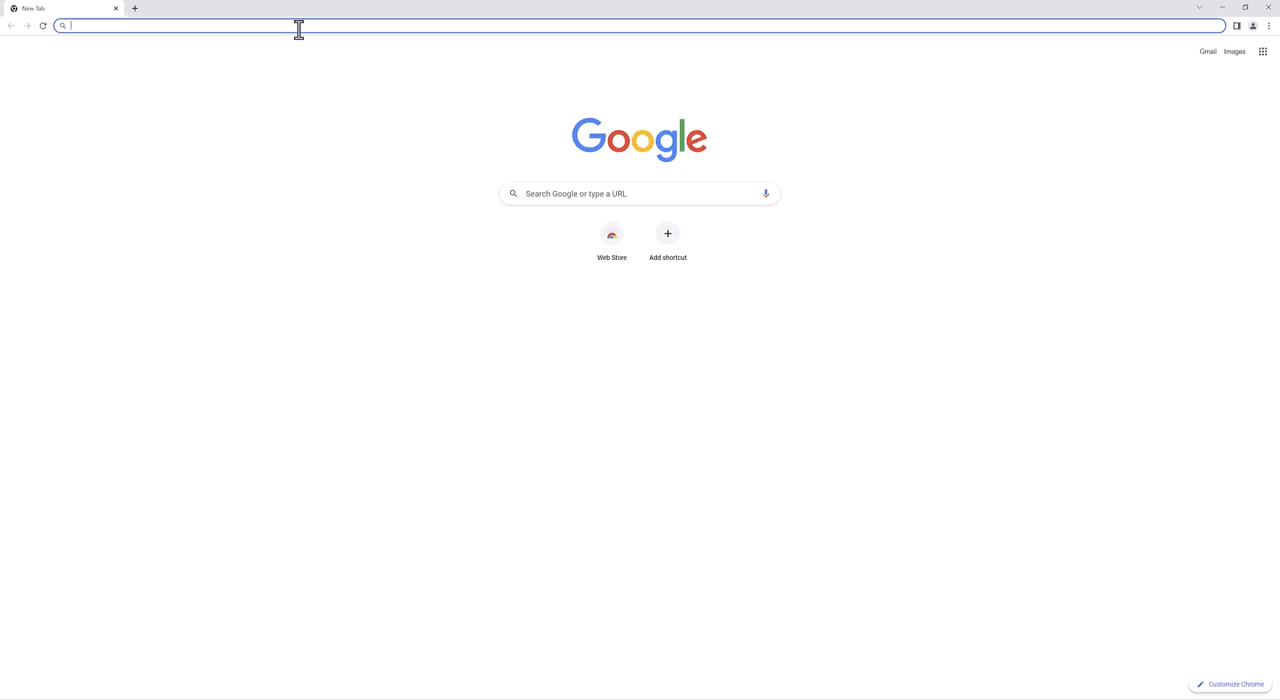 New Tab
Gmail Images
Google
Search Google or type a URL
Web Store Add shortcut
Customize Chrome